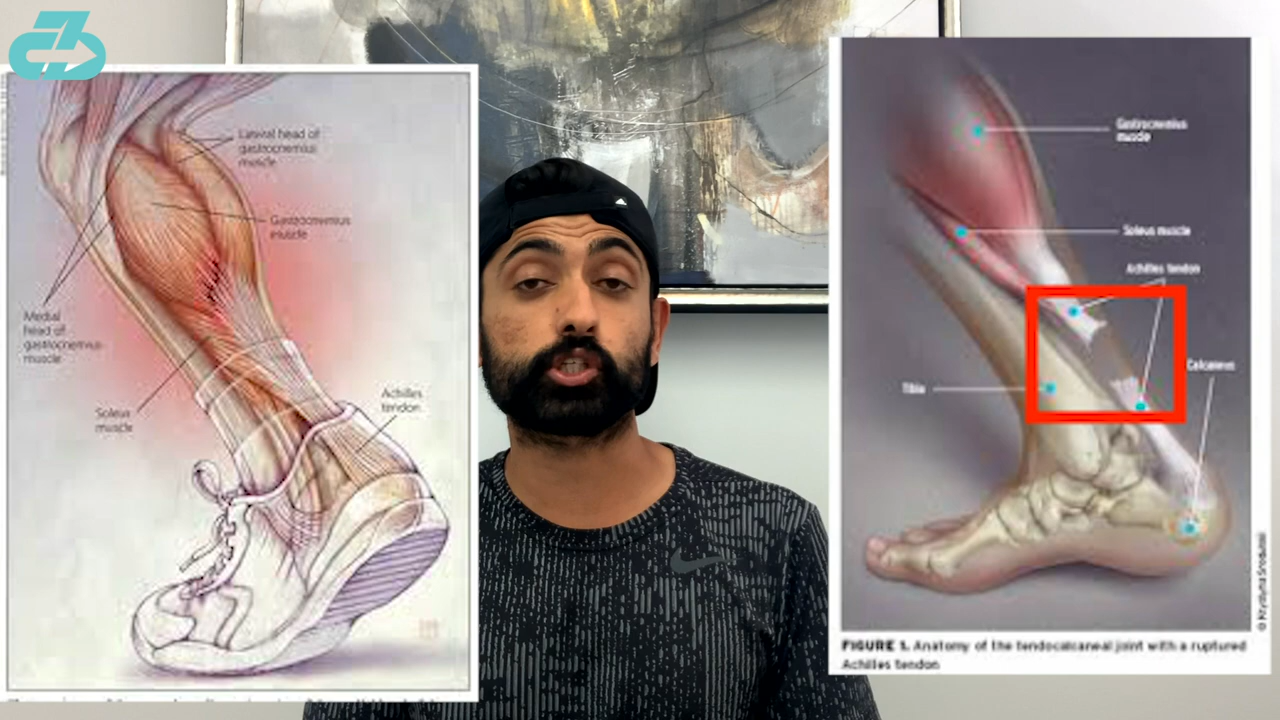 Lateral head of
gastrocnemius
muscle
Gastrocnemius
muscle
Medial
head of
gastrocnemius
muscle
Soleus
muscle
Achilles
tendon
Gastrocnemius
muscle
Soleus muscle
Achilles tendon
Calcaneus
Tibia
FIGURE 1. Anatomy of the tendocalcaneal joint with a ruptured
Achilles tendon